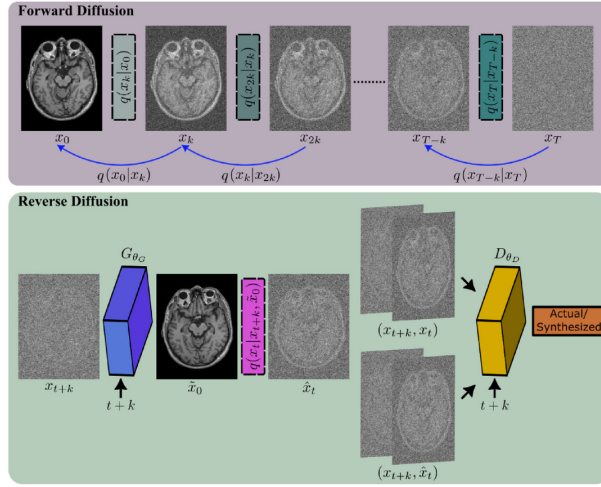 Forward Diffusion
q(x_k|x_0)
q(x_{2k}|x_k)
..........
q(x_T|x_{T-k})
x_0
x_k
x_{2k}
x_{T-k}
x_T
q(x_0|x_k)
q(x_k|x_{2k})
q(x_{T-k}|x_T)
Reverse Diffusion
G_{θ_G}
D_{θ_D}
q(x_t|x_{t+k}, x̃_0)
(x_{t+k}, x_t)
Actual/
Synthesized
x_{t+k}
t + k
x̃_0
x̂_t
t + k
(x_{t+k}, x̂_t)